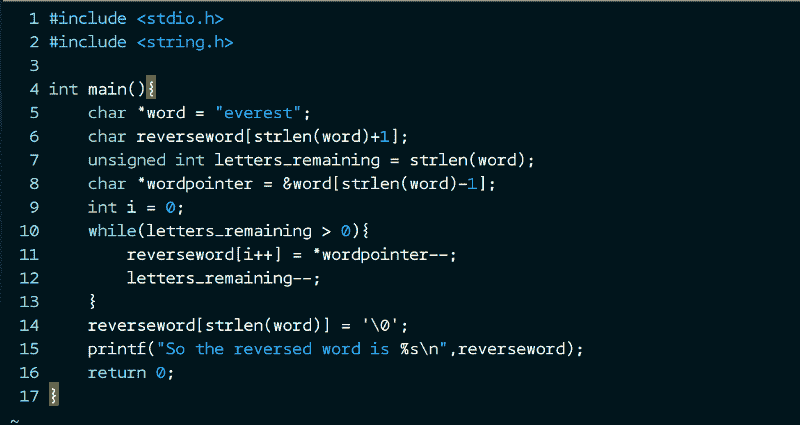 1 #include <stdio.h>
2 #include <string.h>
3
4 int main(){
5     char *word = "everest";
6     char reverseword[strlen(word)+1];
7     unsigned int letters_remaining = strlen(word);
8     char *wordpointer = &word[strlen(word)-1];
9     int i = 0;
10     while(letters_remaining > 0){
11         reverseword[i++] = *wordpointer--;
12         letters_remaining--;
13     }
14     reverseword[strlen(word)] = '\0';
15     printf("So the reversed word is %s\n",reverseword);
16     return 0;
17 }
~